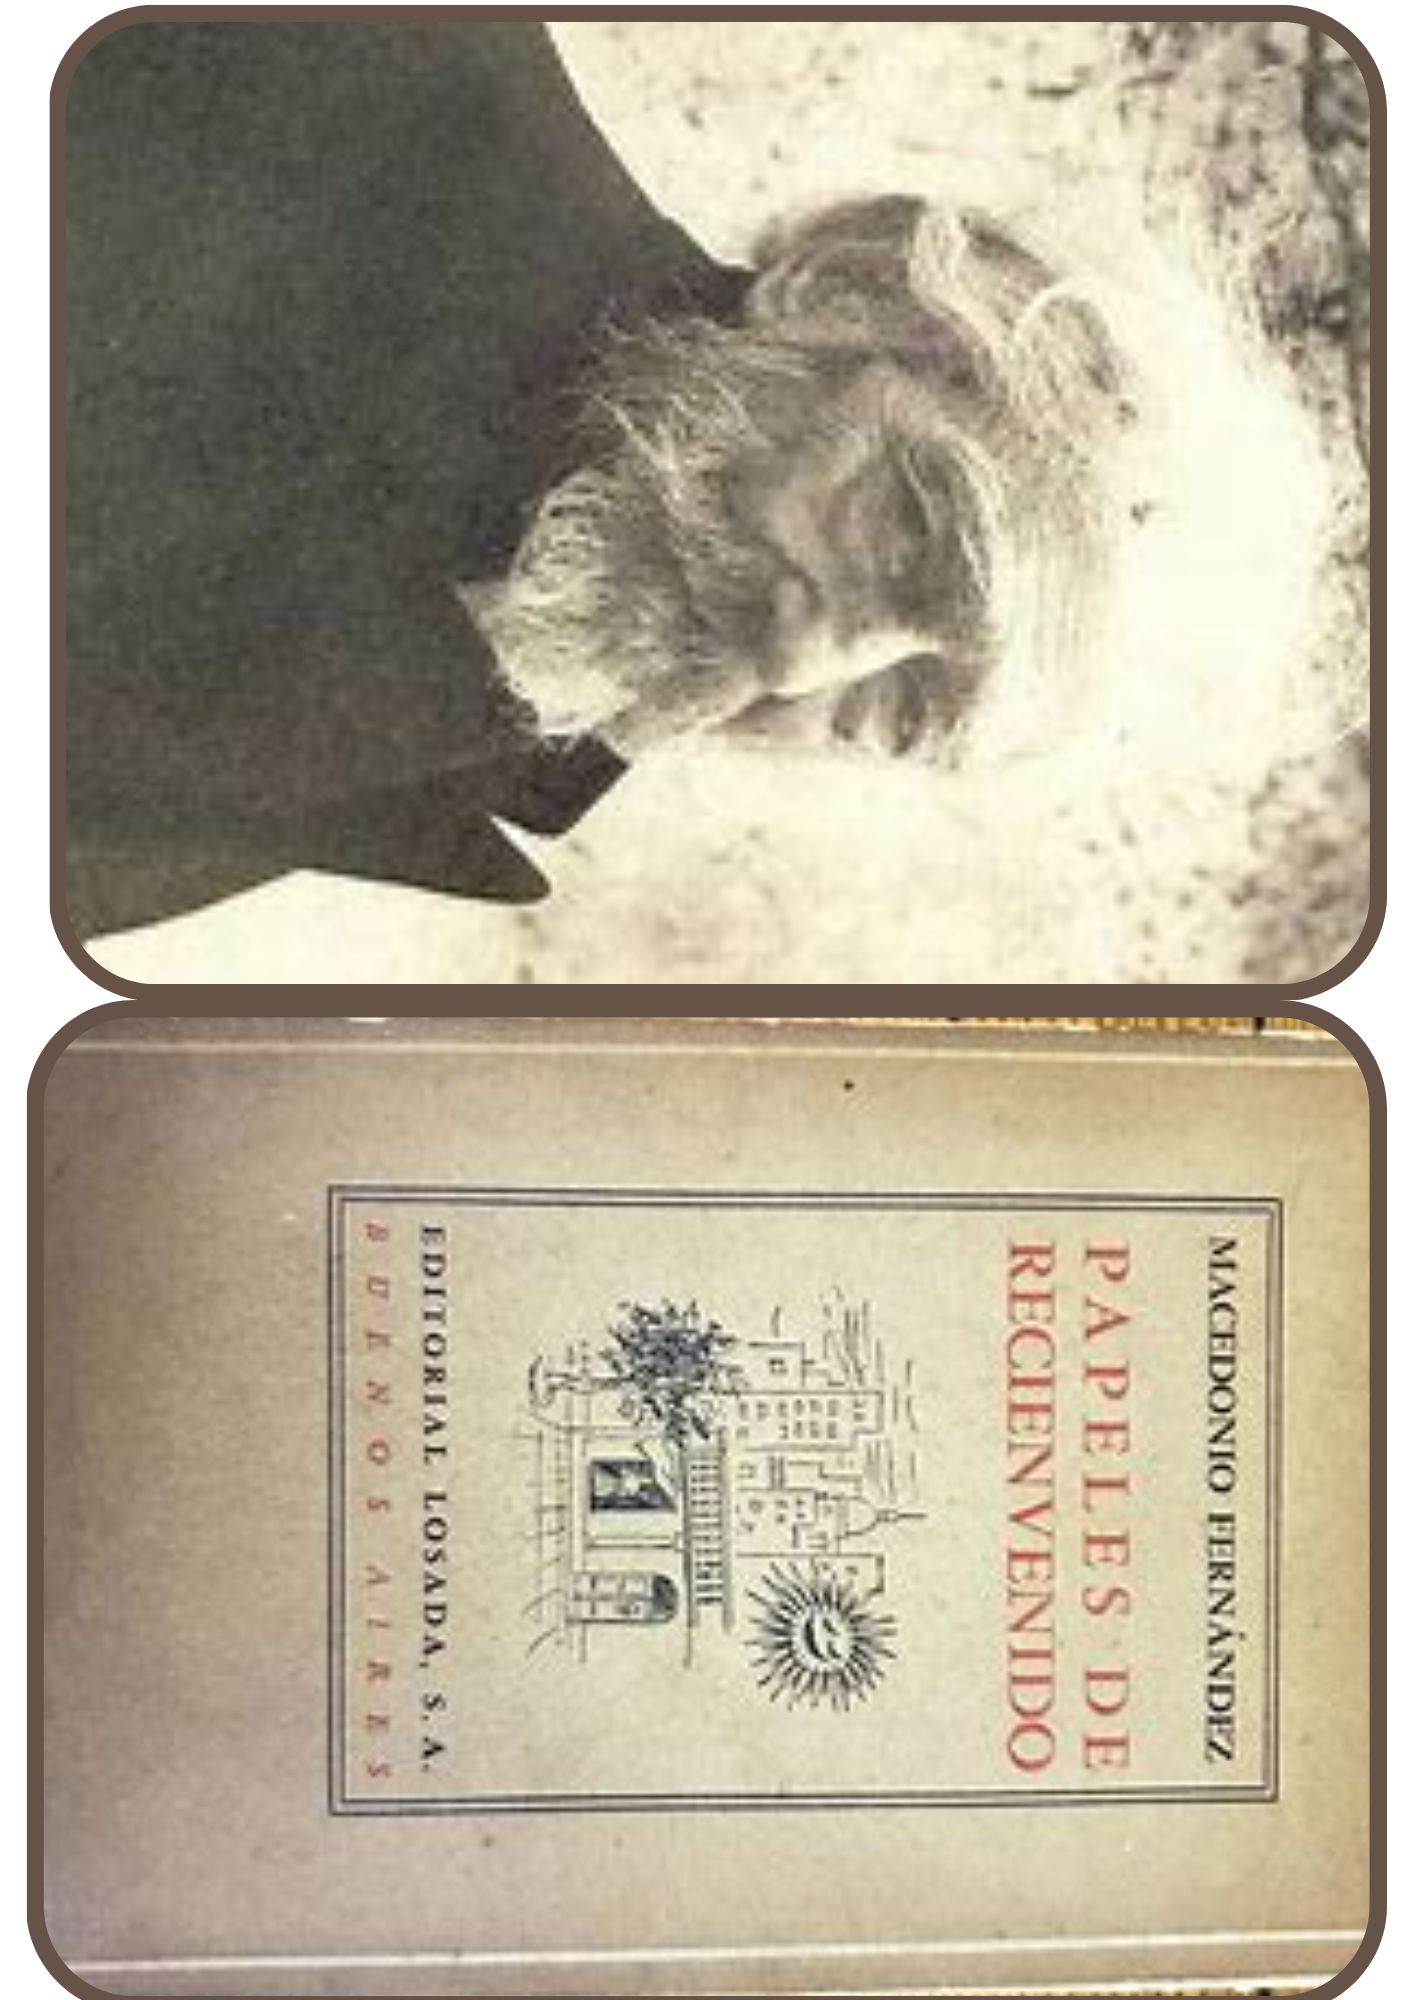 MACEDONIO FERNÁNDEZ
PAPELES DE
RECIENVENIDO
EDITORIAL LOSADA, S. A.
BUENOS AIRES